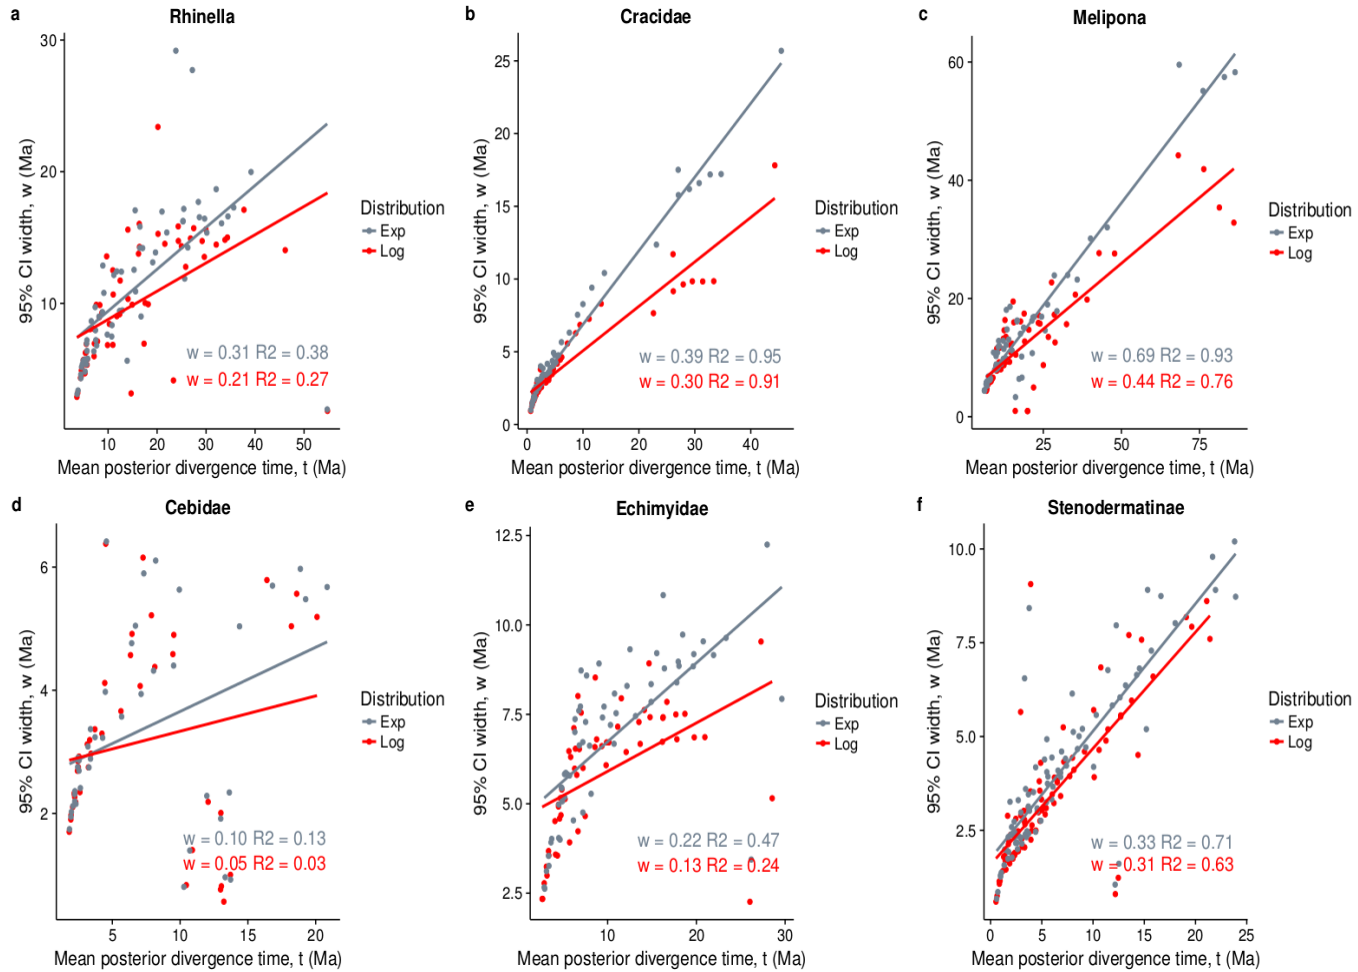 a
Rhinella
30
20
10
95% CI width, w (Ma)
w = 0.31 R2 = 0.38
w = 0.21 R2 = 0.27
10 20 30 40 50
Mean posterior divergence time, t (Ma)
Distribution
Exp
Log
b
Cracidae
25
20
15
10
5
0
95% CI width, w (Ma)
w = 0.39 R2 = 0.95
w = 0.30 R2 = 0.91
0 10 20 30 40
Mean posterior divergence time, t (Ma)
Distribution
Exp
Log
c
Melipona
60
40
20
0
95% CI width, w (Ma)
w = 0.69 R2 = 0.93
w = 0.44 R2 = 0.76
25 50 75
Mean posterior divergence time, t (Ma)
Distribution
Exp
Log
d
Cebidae
6
4
2
95% CI width, w (Ma)
w = 0.10 R2 = 0.13
w = 0.05 R2 = 0.03
5 10 15 20
Mean posterior divergence time, t (Ma)
Distribution
Exp
Log
e
Echimyidae
12.5
10.0
7.5
5.0
2.5
95% CI width, w (Ma)
w = 0.22 R2 = 0.47
w = 0.13 R2 = 0.24
10 20 30
Mean posterior divergence time, t (Ma)
Distribution
Exp
Log
f
Stenodermatinae
10.0
7.5
5.0
2.5
95% CI width, w (Ma)
w = 0.33 R2 = 0.71
w = 0.31 R2 = 0.63
0 5 10 15 20 25
Mean posterior divergence time, t (Ma)
Distribution
Exp
Log